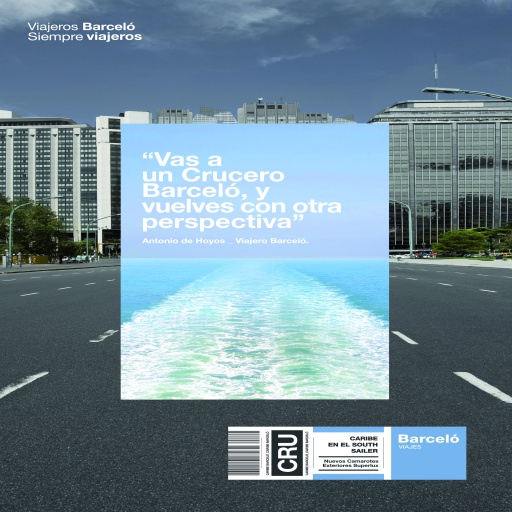 Viajeros Barceló
Siempre viajeros
“Vas a
un Crucero
Barceló, y
vuelves con otra
perspectiva”
Antonio de Hoyos _ Viajero Barceló.
CRU
CARIBE
EN EL SOUTH
SAILER
Nuevos Camarotes
Exteriores Superlux
Barceló
VIAJES